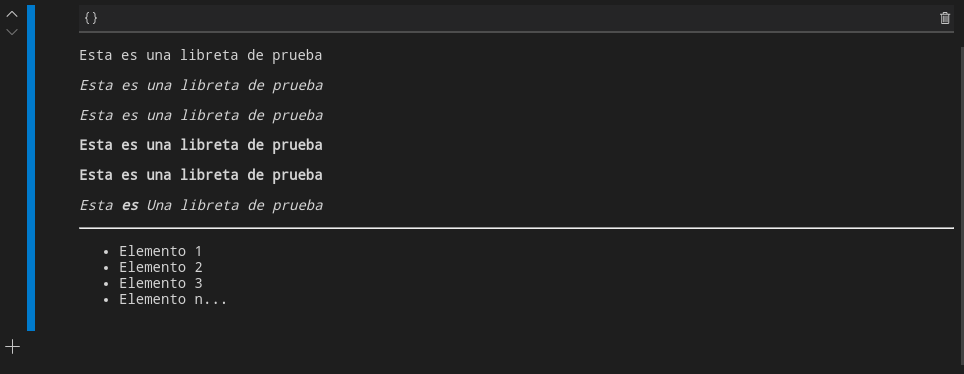 {}
Esta es una libreta de prueba
Esta es una libreta de prueba
Esta es una libreta de prueba
Esta es una libreta de prueba
Esta es una libreta de prueba
Esta es Una libreta de prueba
• Elemento 1
• Elemento 2
• Elemento 3
• Elemento n...